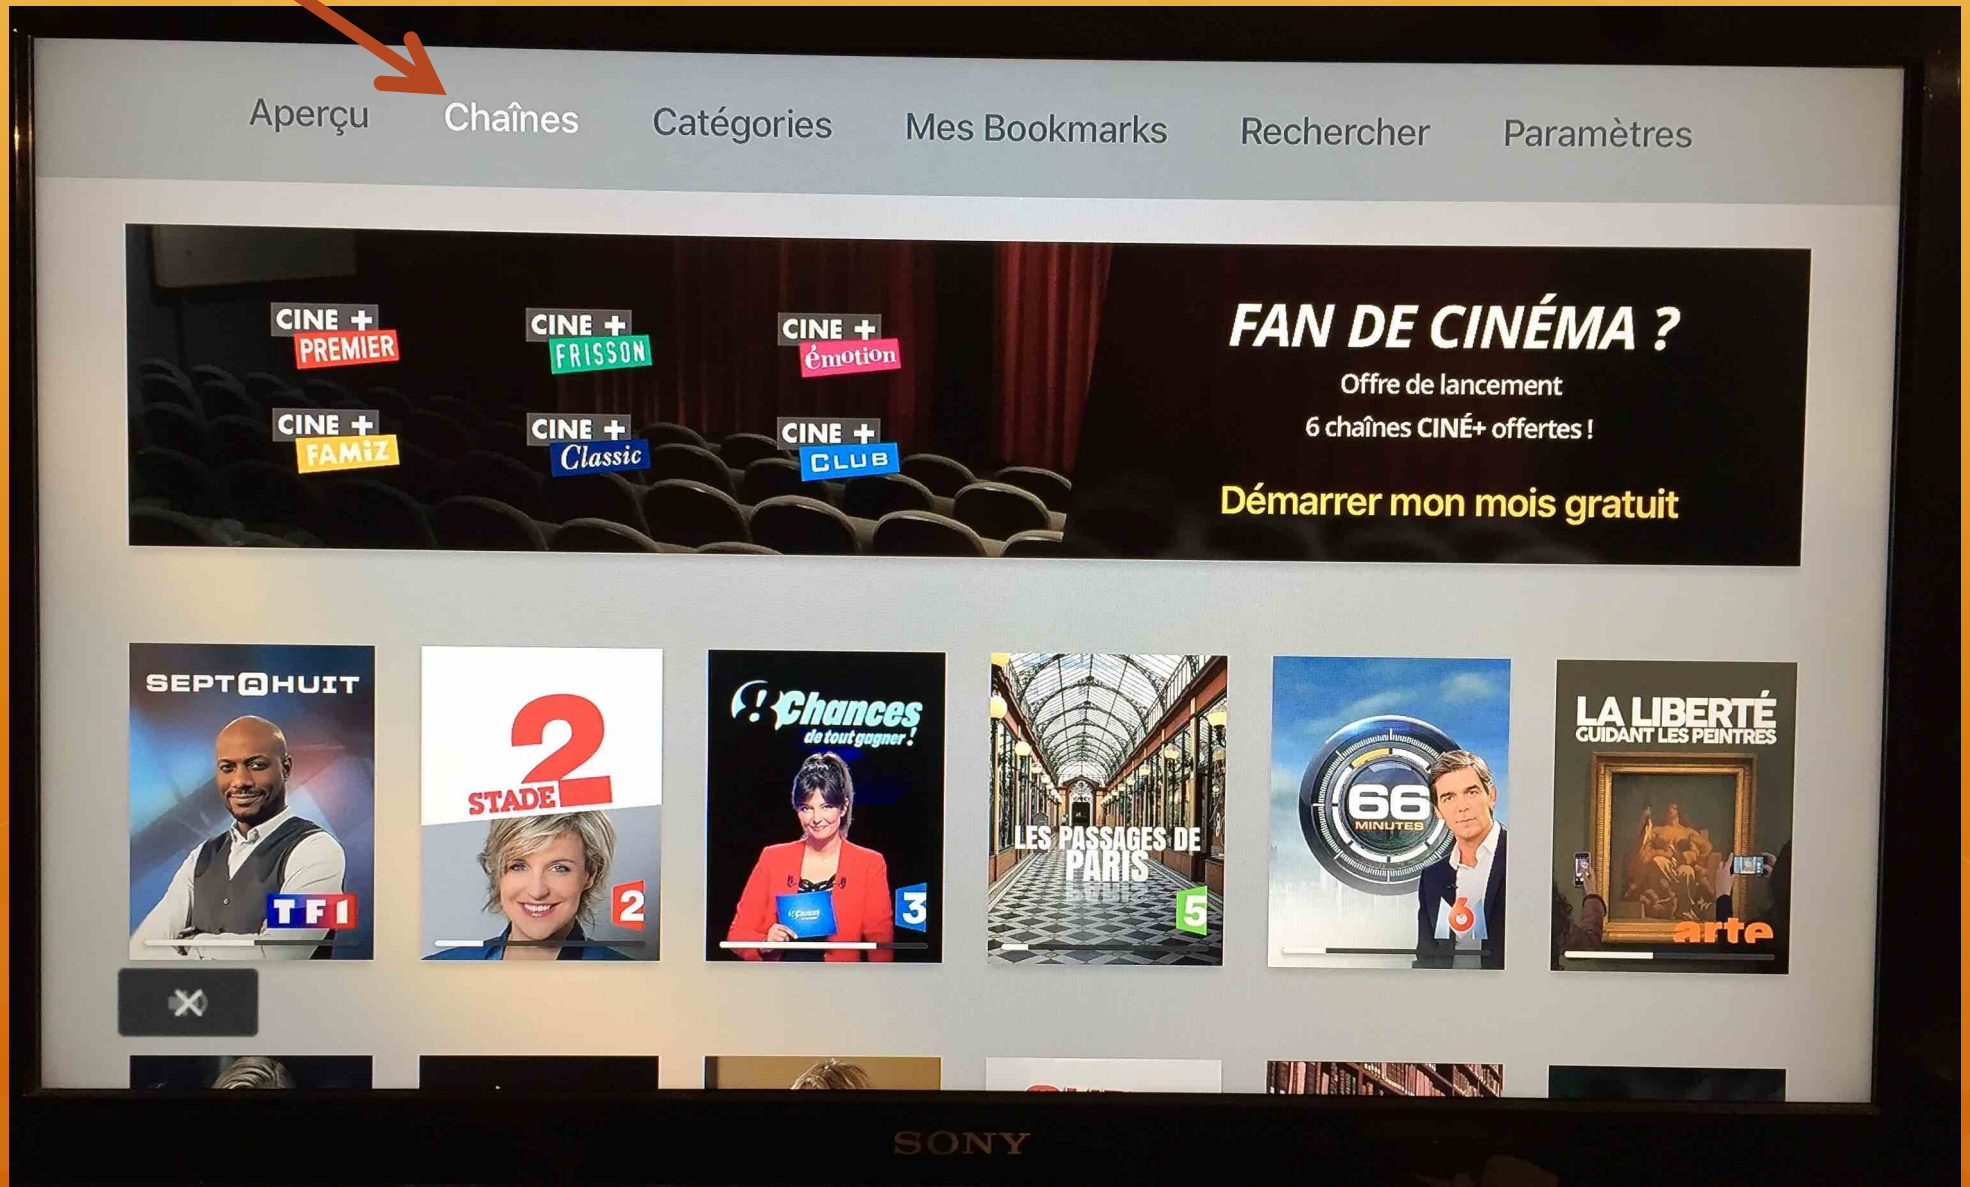 Aperçu
Chaînes
Catégories
Mes Bookmarks
Rechercher
Paramètres
CINE +
PREMIER
CINE +
FRISSON
CINE +
émotion
CINE +
FAMiZ
CINE +
Classic
CINE +
CLUB
FAN DE CINÉMA ?
Offre de lancement
6 chaînes CINÉ+ offertes !
Démarrer mon mois gratuit
SEPTAHUIT
TF1
2
STADE
2
Chances
de tout gagner !
3
LES PASSAGES DE
PARIS
5
66
MINUTES
6
LA LIBERTÉ
GUIDANT LES PEINTRES
arte
SONY